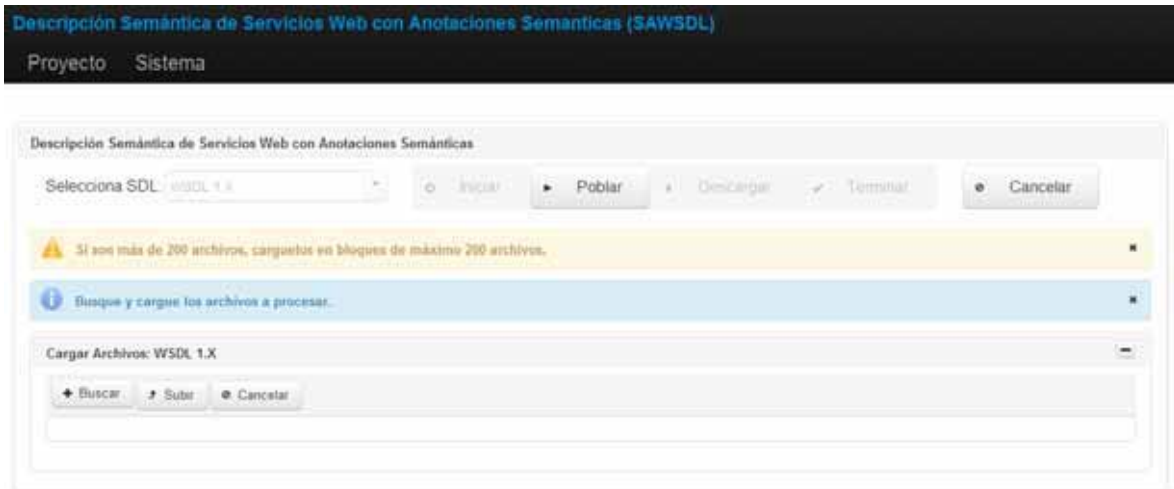 Descripción Semántica de Servicios Web con Anotaciones Semánticas (SAWSDL)
Proyecto Sistema
Descripción Semántica de Servicios Web con Anotaciones Semánticas
Selecciona SDL: WSDL 1.X Iniciar Poblar Descargar Terminar Cancelar
Si son más de 200 archivos, carguelos en bloques de máximo 200 archivos.
Busque y cargue los archivos a procesar.
Cargar Archivos: WSDL 1.X
Buscar Subir Cancelar